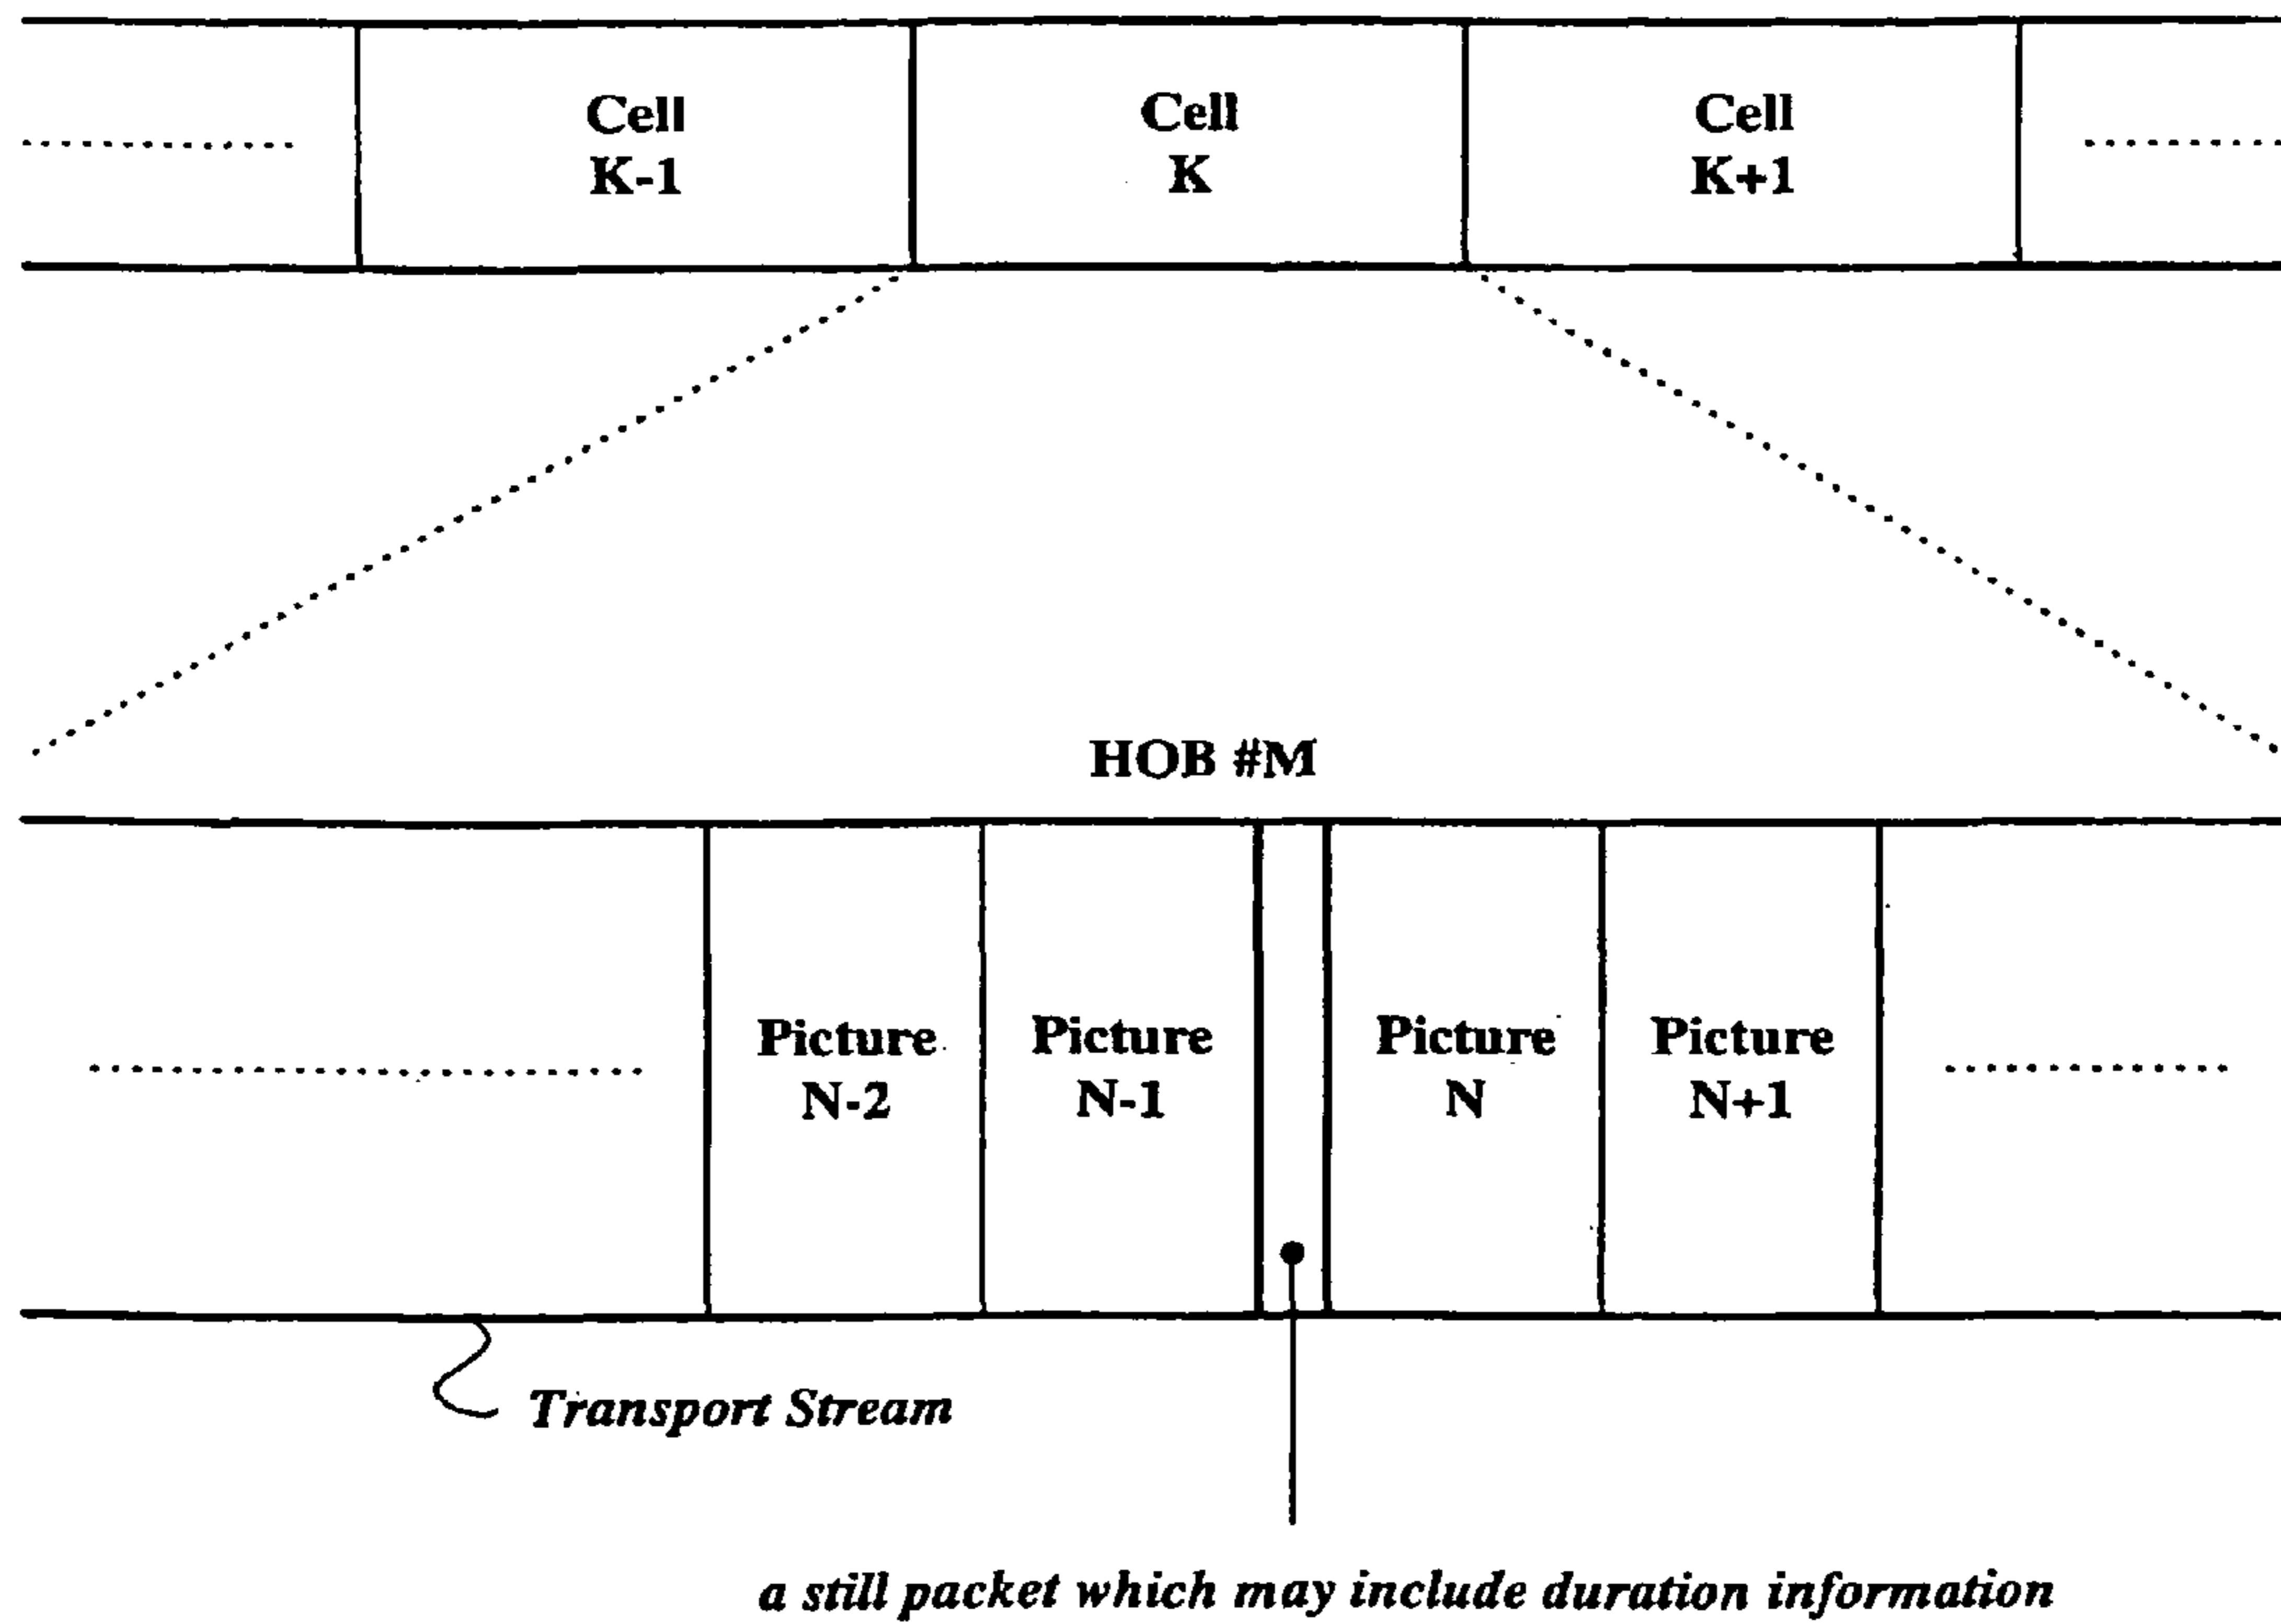 Cell
K-1
Cell
K
Cell
K+1
HOB #M
Picture
N-2
Picture
N-1
Picture
N
Picture
N+1
Transport Stream
a still packet which may include duration information